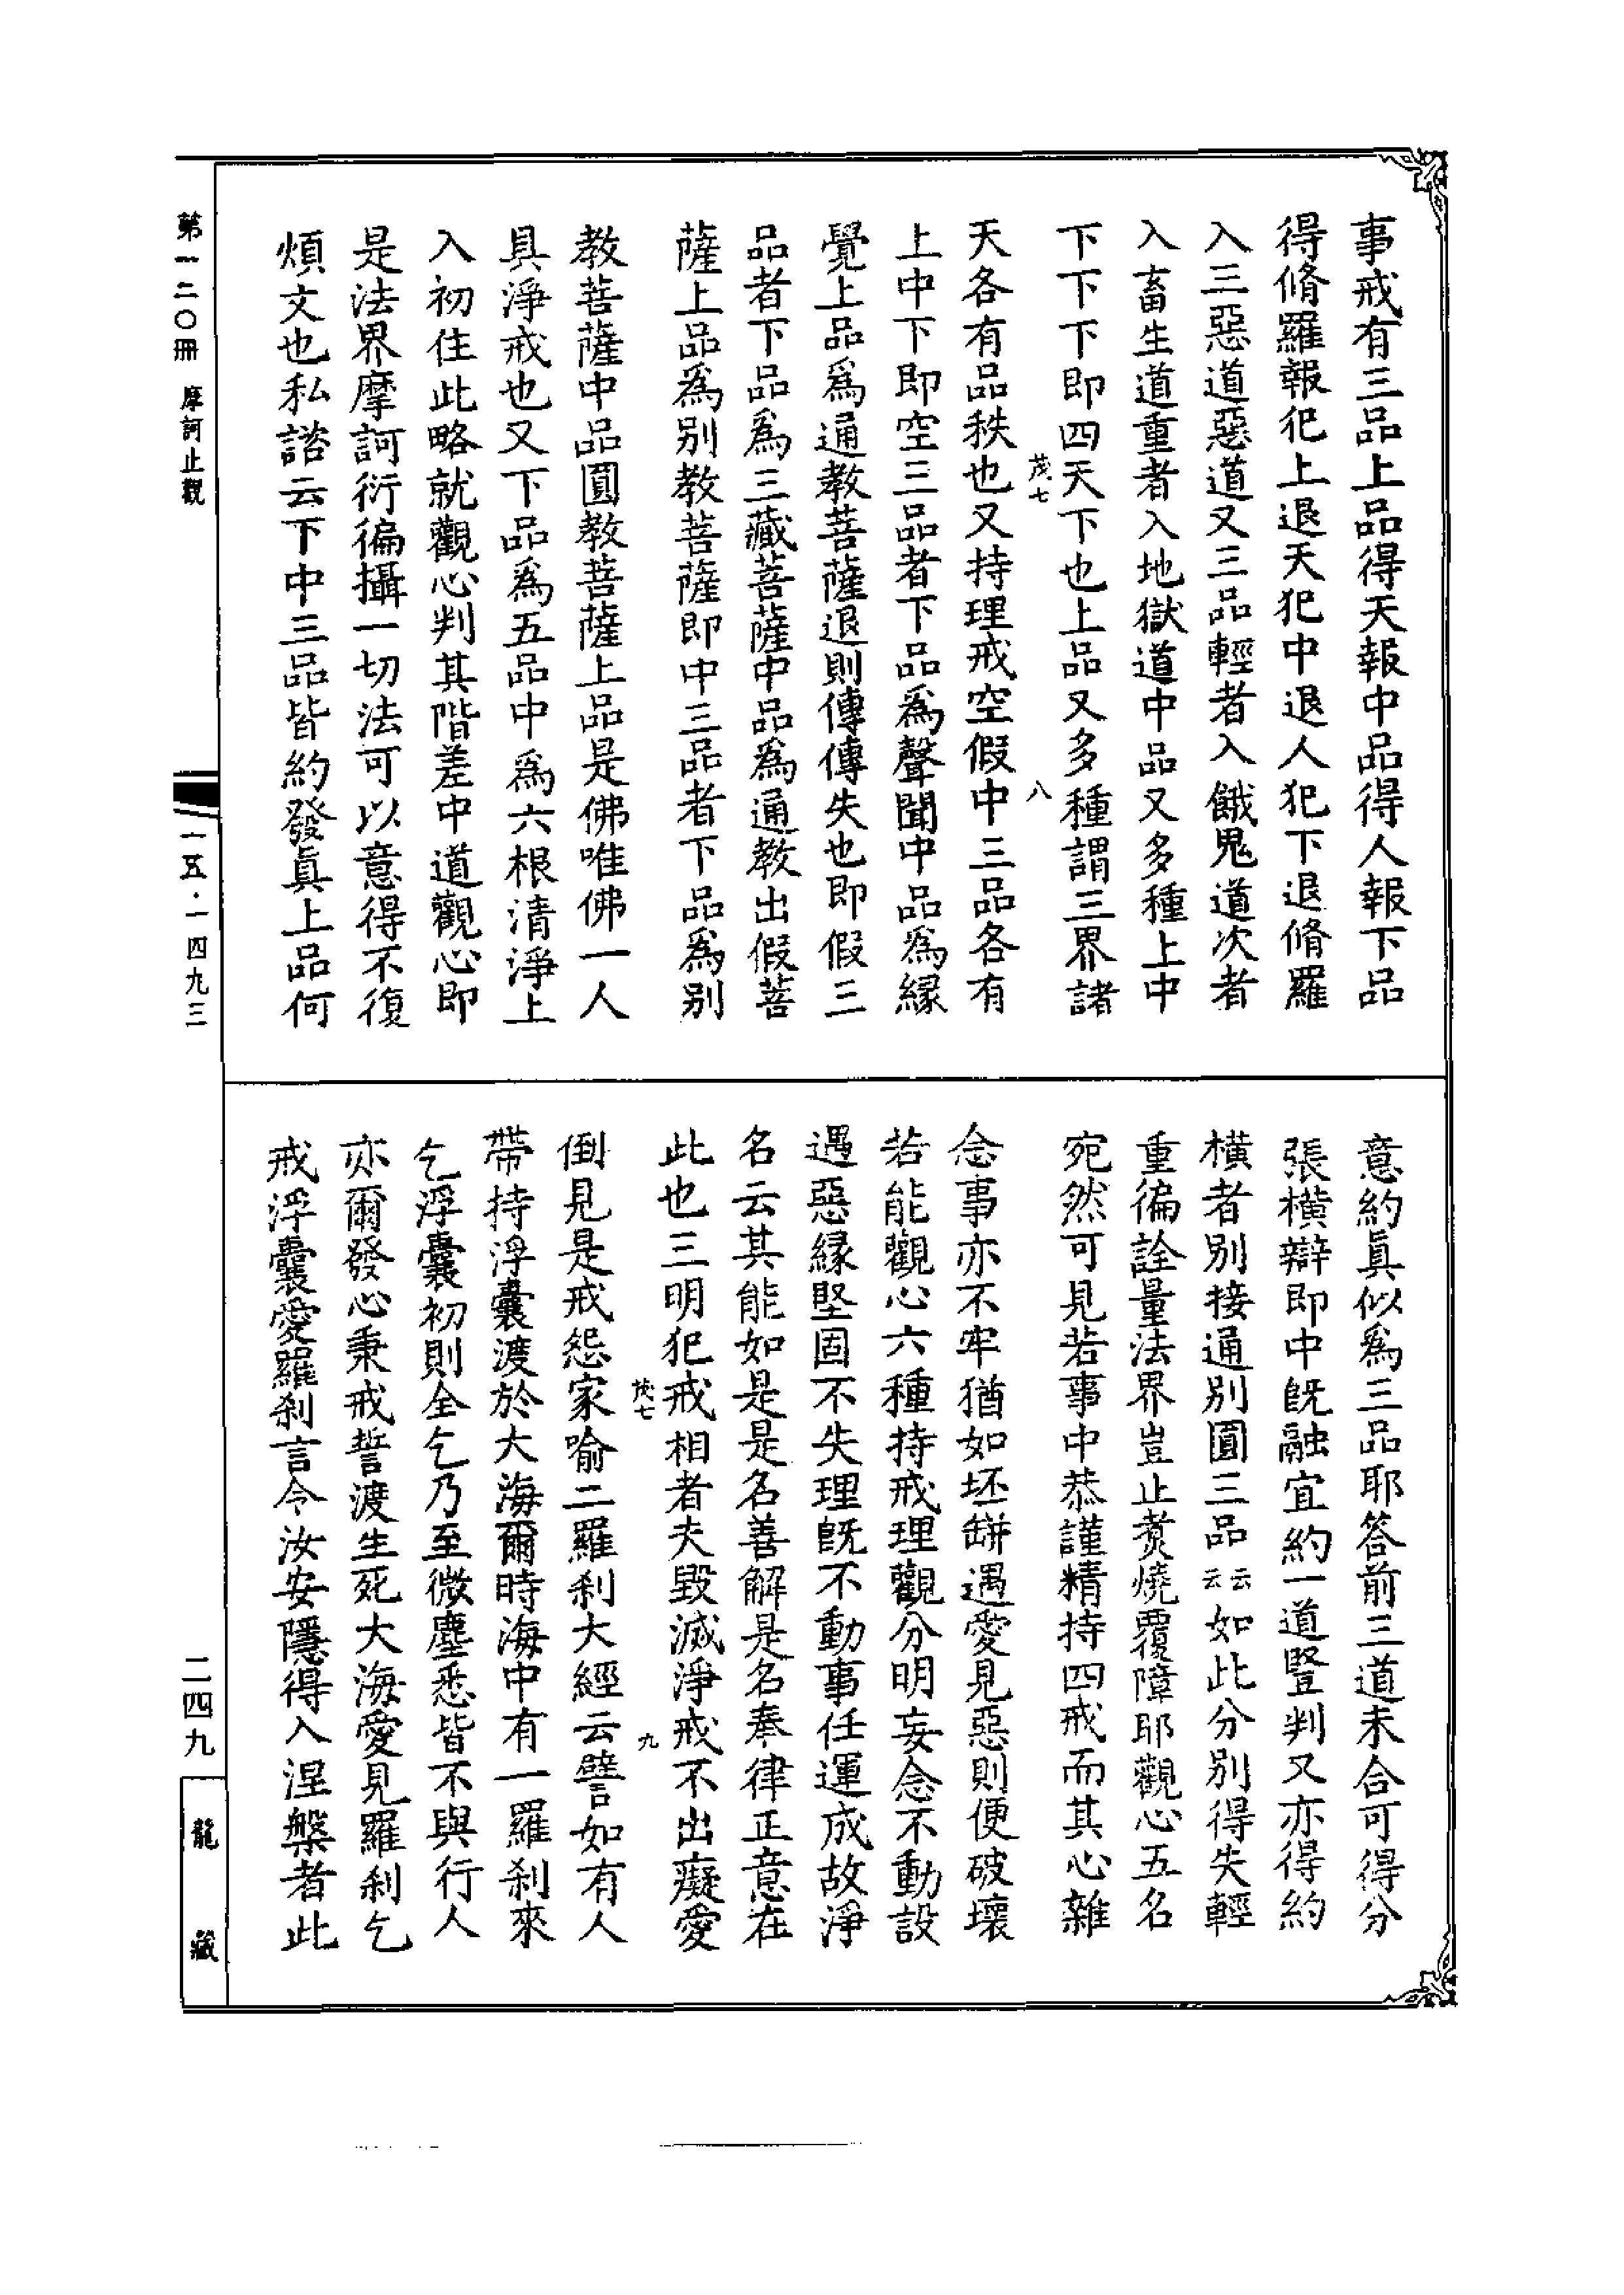 事戒有三品上品得天報中品得人報下品
得脩羅報犯上退天犯中退人犯下退脩羅
入三惡道惡道又三品輕者入餓鬼道次者
入畜生道重者入地獄道中品又多種上中
下下下即四天下也上品又多種謂三界諸
茂七　八
天各有品秩也又持理戒空假中三品各有
上中下即空三品者下品爲聲聞中品爲緣
覺上品爲通教菩薩退則傳傳失也即假三
品者下品爲三藏菩薩中品爲通教出假菩
薩上品爲別教菩薩即中三品者下品爲別
教菩薩中品圓教菩薩上品是佛唯佛一人
具淨戒也又下品爲五品中爲六根清淨上
入初住此略就觀心判其階差中道觀心即
是法界摩訶衍徧攝一切法可以意得不復
煩文也私諮云下中三品皆約發眞上品何
意約眞似爲三品耶答前三道未合可得分
張橫辯即中旣融宜約一道豎判又亦得約
橫者別接通別圓三品云云如此分別得失輕
重徧詮量法界豈止煑燒覆障耶觀心五名
宛然可見若事中恭謹精持四戒而其心雜
念事亦不牢猶如坯缾遇愛見惡則便破壞
若能觀心六種持戒理觀分明妄念不動設
遇惡緣堅固不失理旣不動事任運成故淨
名云其能如是是名善解是名奉律正意在
此也三明犯戒相者夫毀滅淨戒不出癡愛
茂七　九
倒見是戒怨家喻二羅刹大經云譬如有人
帶持浮囊渡於大海爾時海中有一羅刹來
乞浮囊初則全乞乃至微塵悉皆不與行人
亦爾發心秉戒誓渡生死大海愛見羅刹乞
戒浮囊愛羅刹言令汝安隱得入涅槃者此
第一二〇冊　摩訶止觀
一五·一四九三
二四九
龍藏